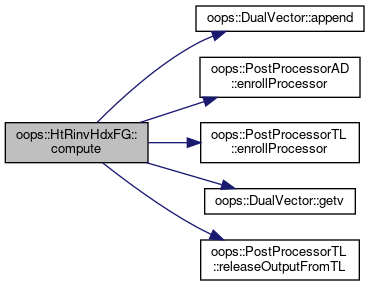 oops::DualVector::append
oops::PostProcessorAD
::enrollProcessor
oops::HtRinvHdxFG::
compute
oops::PostProcessorTL
::enrollProcessor
oops::DualVector::getv
oops::PostProcessorTL
::releaseOutputFromTL